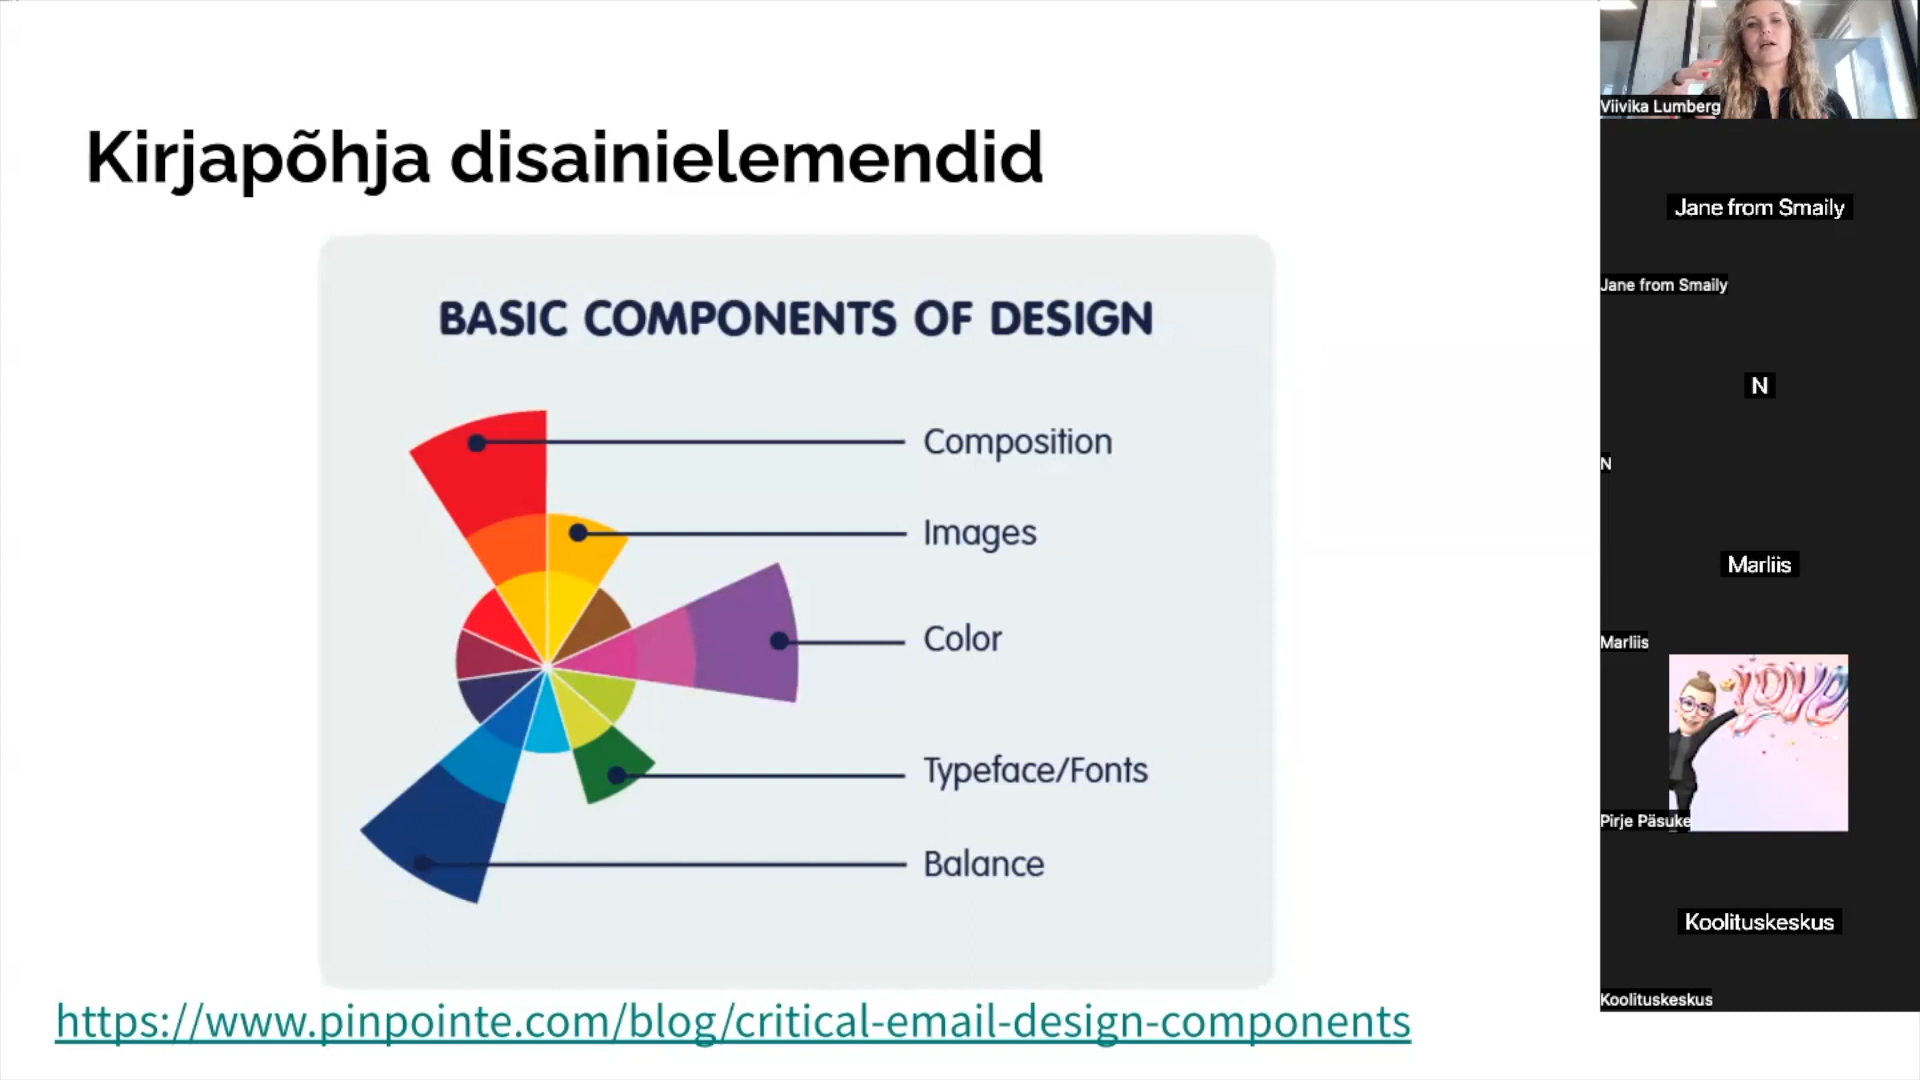 Kirjapõhja disainielemendid
BASIC COMPONENTS OF DESIGN
Composition
Images
Color
Typeface/Fonts
Balance
https://www.pinpointe.com/blog/critical-email-design-components
Viivika Lumberg
Jane from Smaily
Jane from Smaily
N
N
Marliis
Marliis
Pirje Päsuke
Koolituskeskus
Koolituskeskus